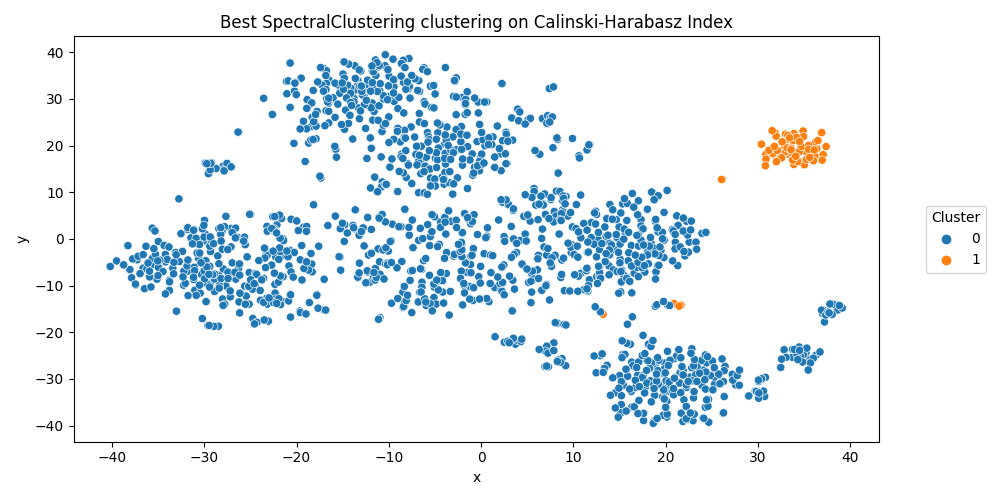 Best SpectralClustering clustering on Calinski-Harabasz Index
40
30
20
10
0
−10
−20
−30
−40
y
−40 −30 −20 −10 0 10 20 30 40
x
Cluster
0
1